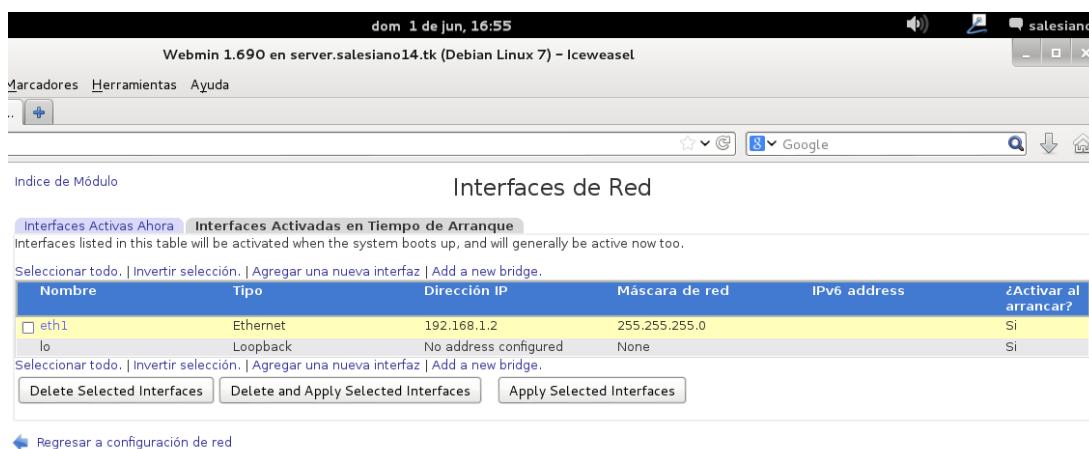 dom 1 de jun, 16:55 salesiano
Webmin 1.690 en server.salesiano14.tk (Debian Linux 7) - Iceweasel
Marcadores Herramientas Ayuda
Google
Indice de Módulo
Interfaces de Red
Interfaces Activas Ahora Interfaces Activadas en Tiempo de Arranque
Interfaces listed in this table will be activated when the system boots up, and will generally be active now too.
Seleccionar todo. | Invertir selección. | Agregar una nueva interfaz | Add a new bridge.
Nombre Tipo Dirección IP Máscara de red IPv6 address ¿Activar al arrancar?
eth1 Ethernet 192.168.1.2 255.255.255.0 Si
lo Loopback No address configured None Si
Seleccionar todo. | Invertir selección. | Agregar una nueva interfaz | Add a new bridge.
Delete Selected Interfaces Delete and Apply Selected Interfaces Apply Selected Interfaces
Regresar a configuración de red